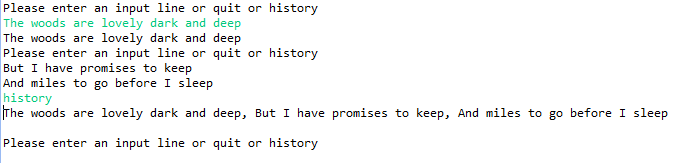 Please enter an input line or quit or history
The woods are lovely dark and deep
The woods are lovely dark and deep
Please enter an input line or quit or history
But I have promises to keep
And miles to go before I sleep
history
The woods are lovely dark and deep, But I have promises to keep, And miles to go before I sleep
Please enter an input line or quit or history